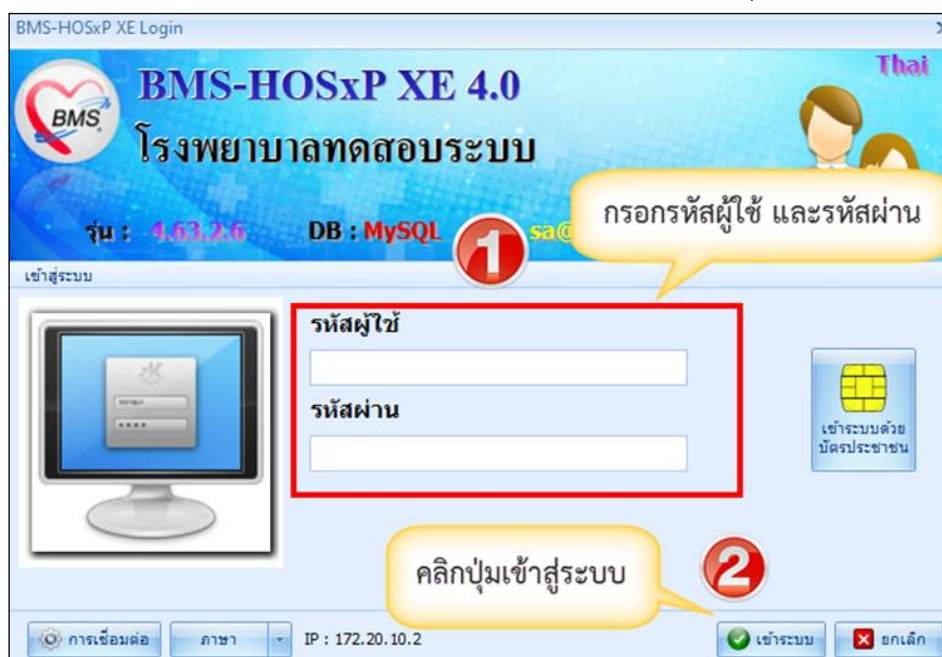 BMS-HOSxP XE Login
Thai
BMS
BMS-HOSxP XE 4.0
โรงพยาบาลทดสอบระบบ
กรอกรหัสผู้ใช้ และรหัสผ่าน
รุ่น : 4.63.2.6 DB : MySQL sa@
1
เข้าสู่ระบบ
รหัสผู้ใช้
รหัสผ่าน
เข้าระบบด้วย
บัตรประชาชน
คลิกปุ่มเข้าสู่ระบบ
2
การเชื่อมต่อ ภาษา IP : 172.20.10.2 เข้าระบบ ยกเลิก